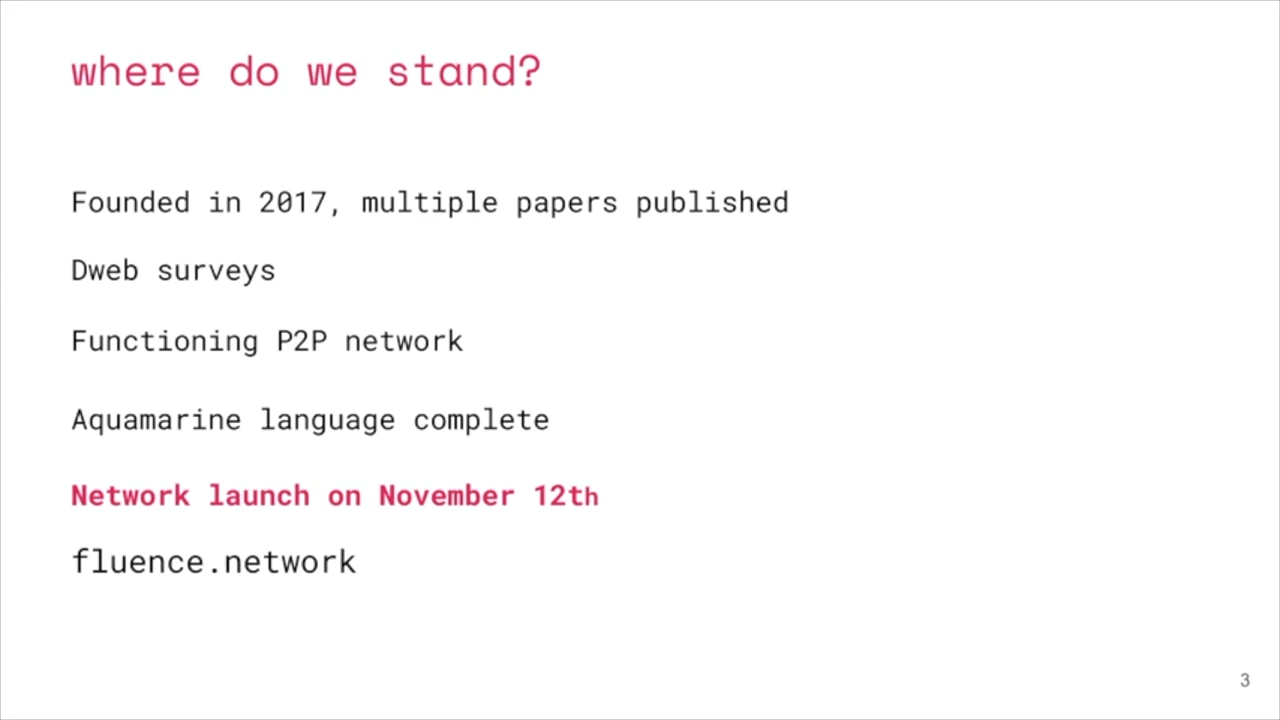 where do we stand?
Founded in 2017, multiple papers published
Dweb surveys
Functioning P2P network
Aquamarine language complete
Network launch on November 12th
fluence.network
3